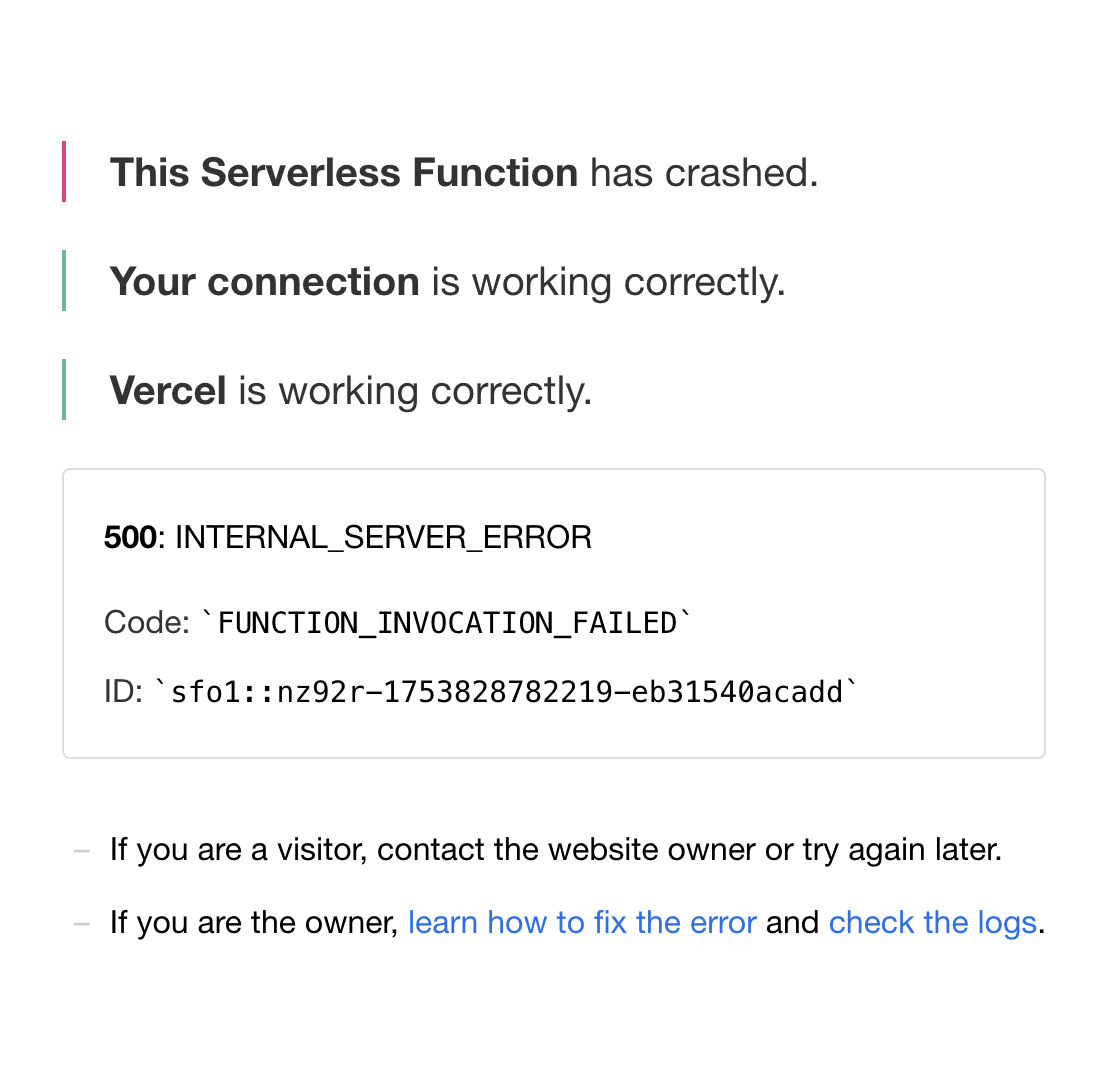 This Serverless Function has crashed.
Your connection is working correctly.
Vercel is working correctly.
500: INTERNAL_SERVER_ERROR
Code: `FUNCTION_INVOCATION_FAILED`
ID: `sfo1::nz92r-1753828782219-eb31540acadd`
– If you are a visitor, contact the website owner or try again later.
– If you are the owner, learn how to fix the error and check the logs.